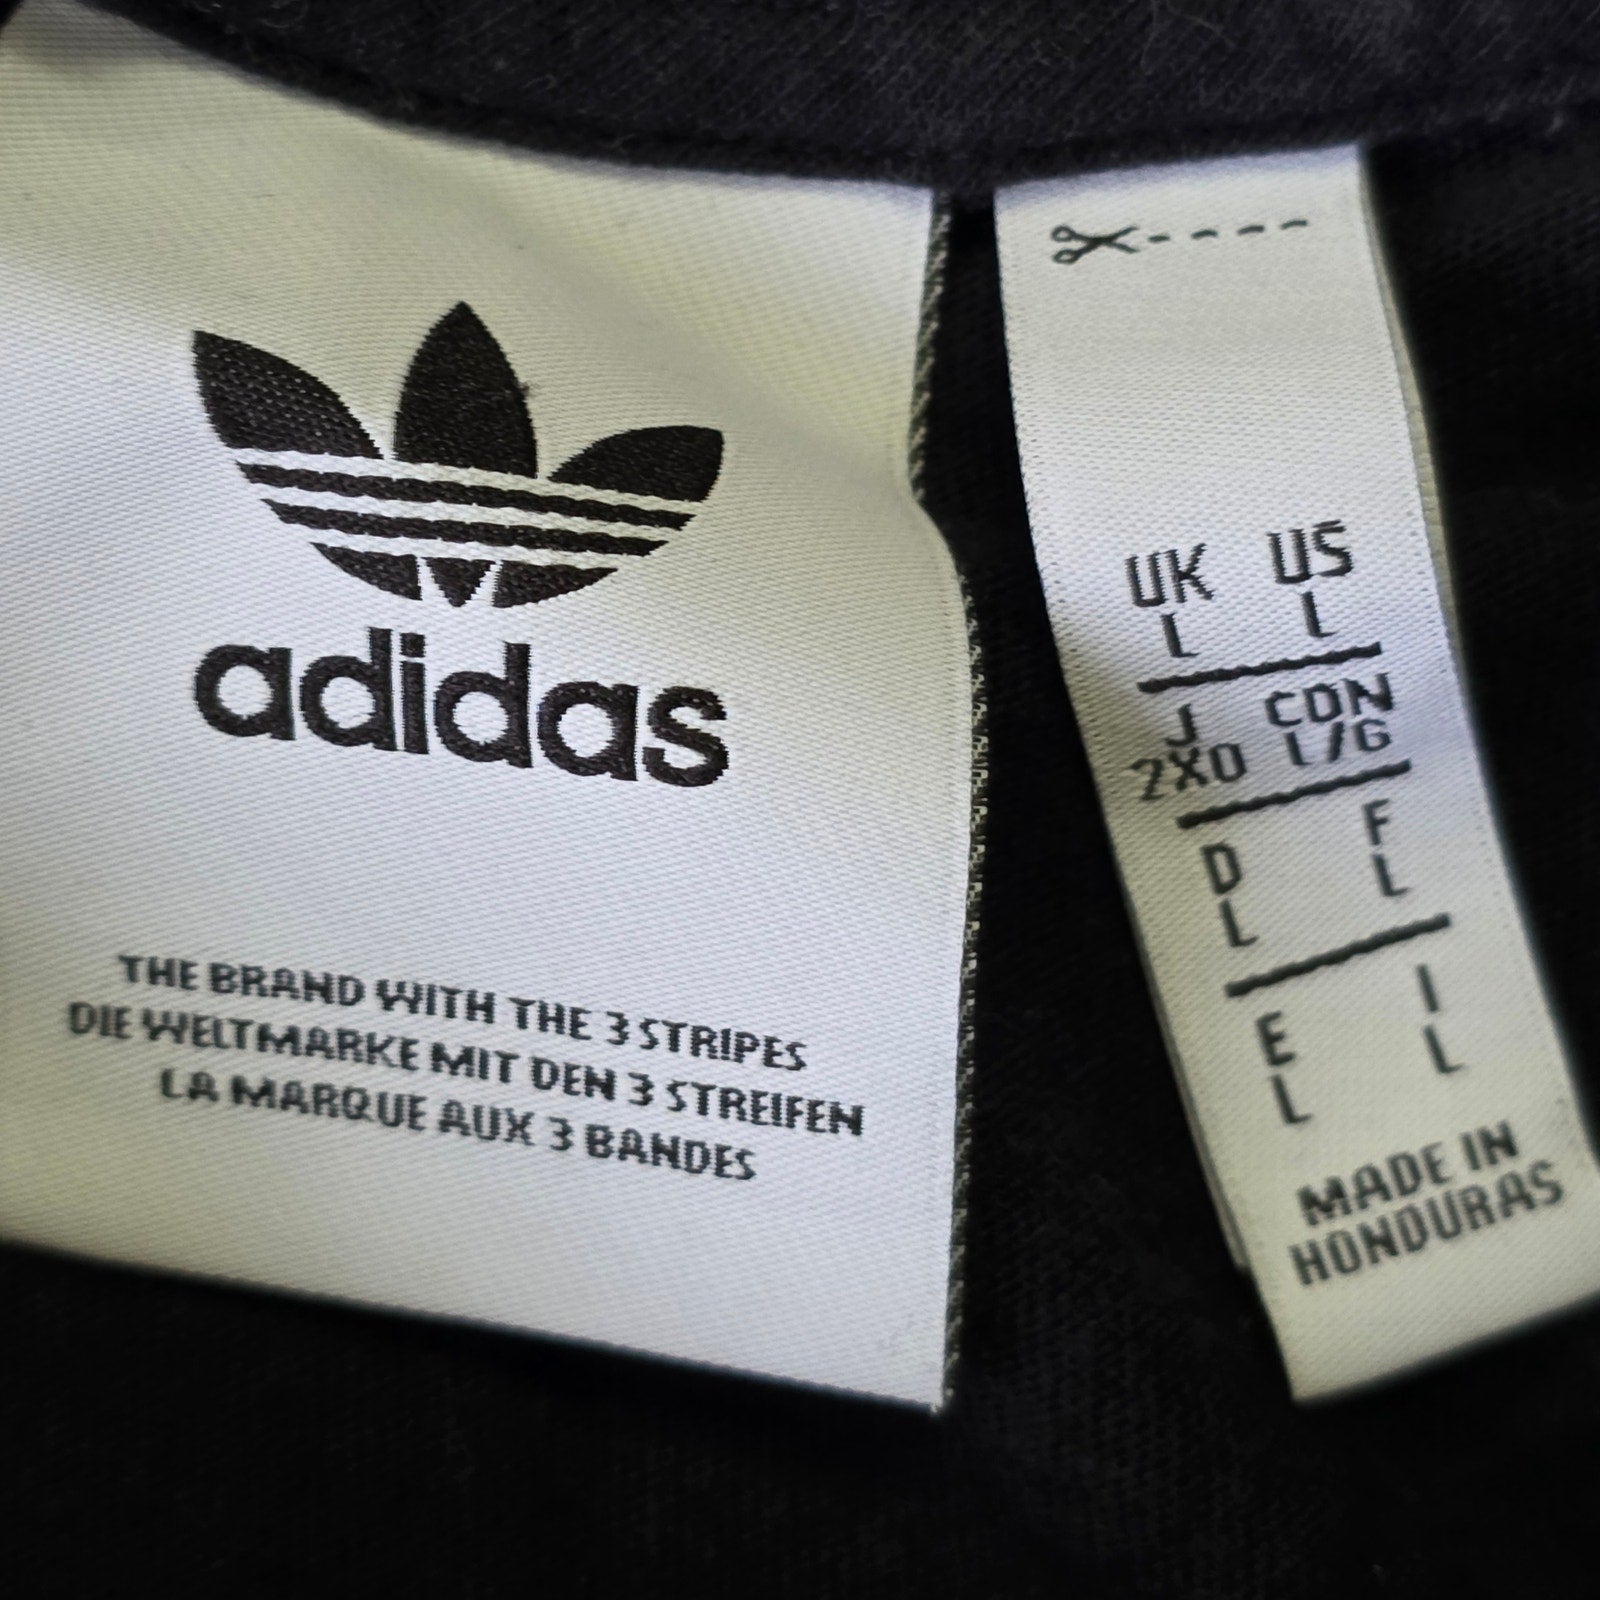 adidas
THE BRAND WITH THE 3 STRIPES
DIE WELTMARKE MIT DEN 3 STREIFEN
LA MARQUE AUX 3 BANDES
UK US
L L
J CDN
2XO L/G
D F
L L
E I
L L
MADE IN
HONDURAS